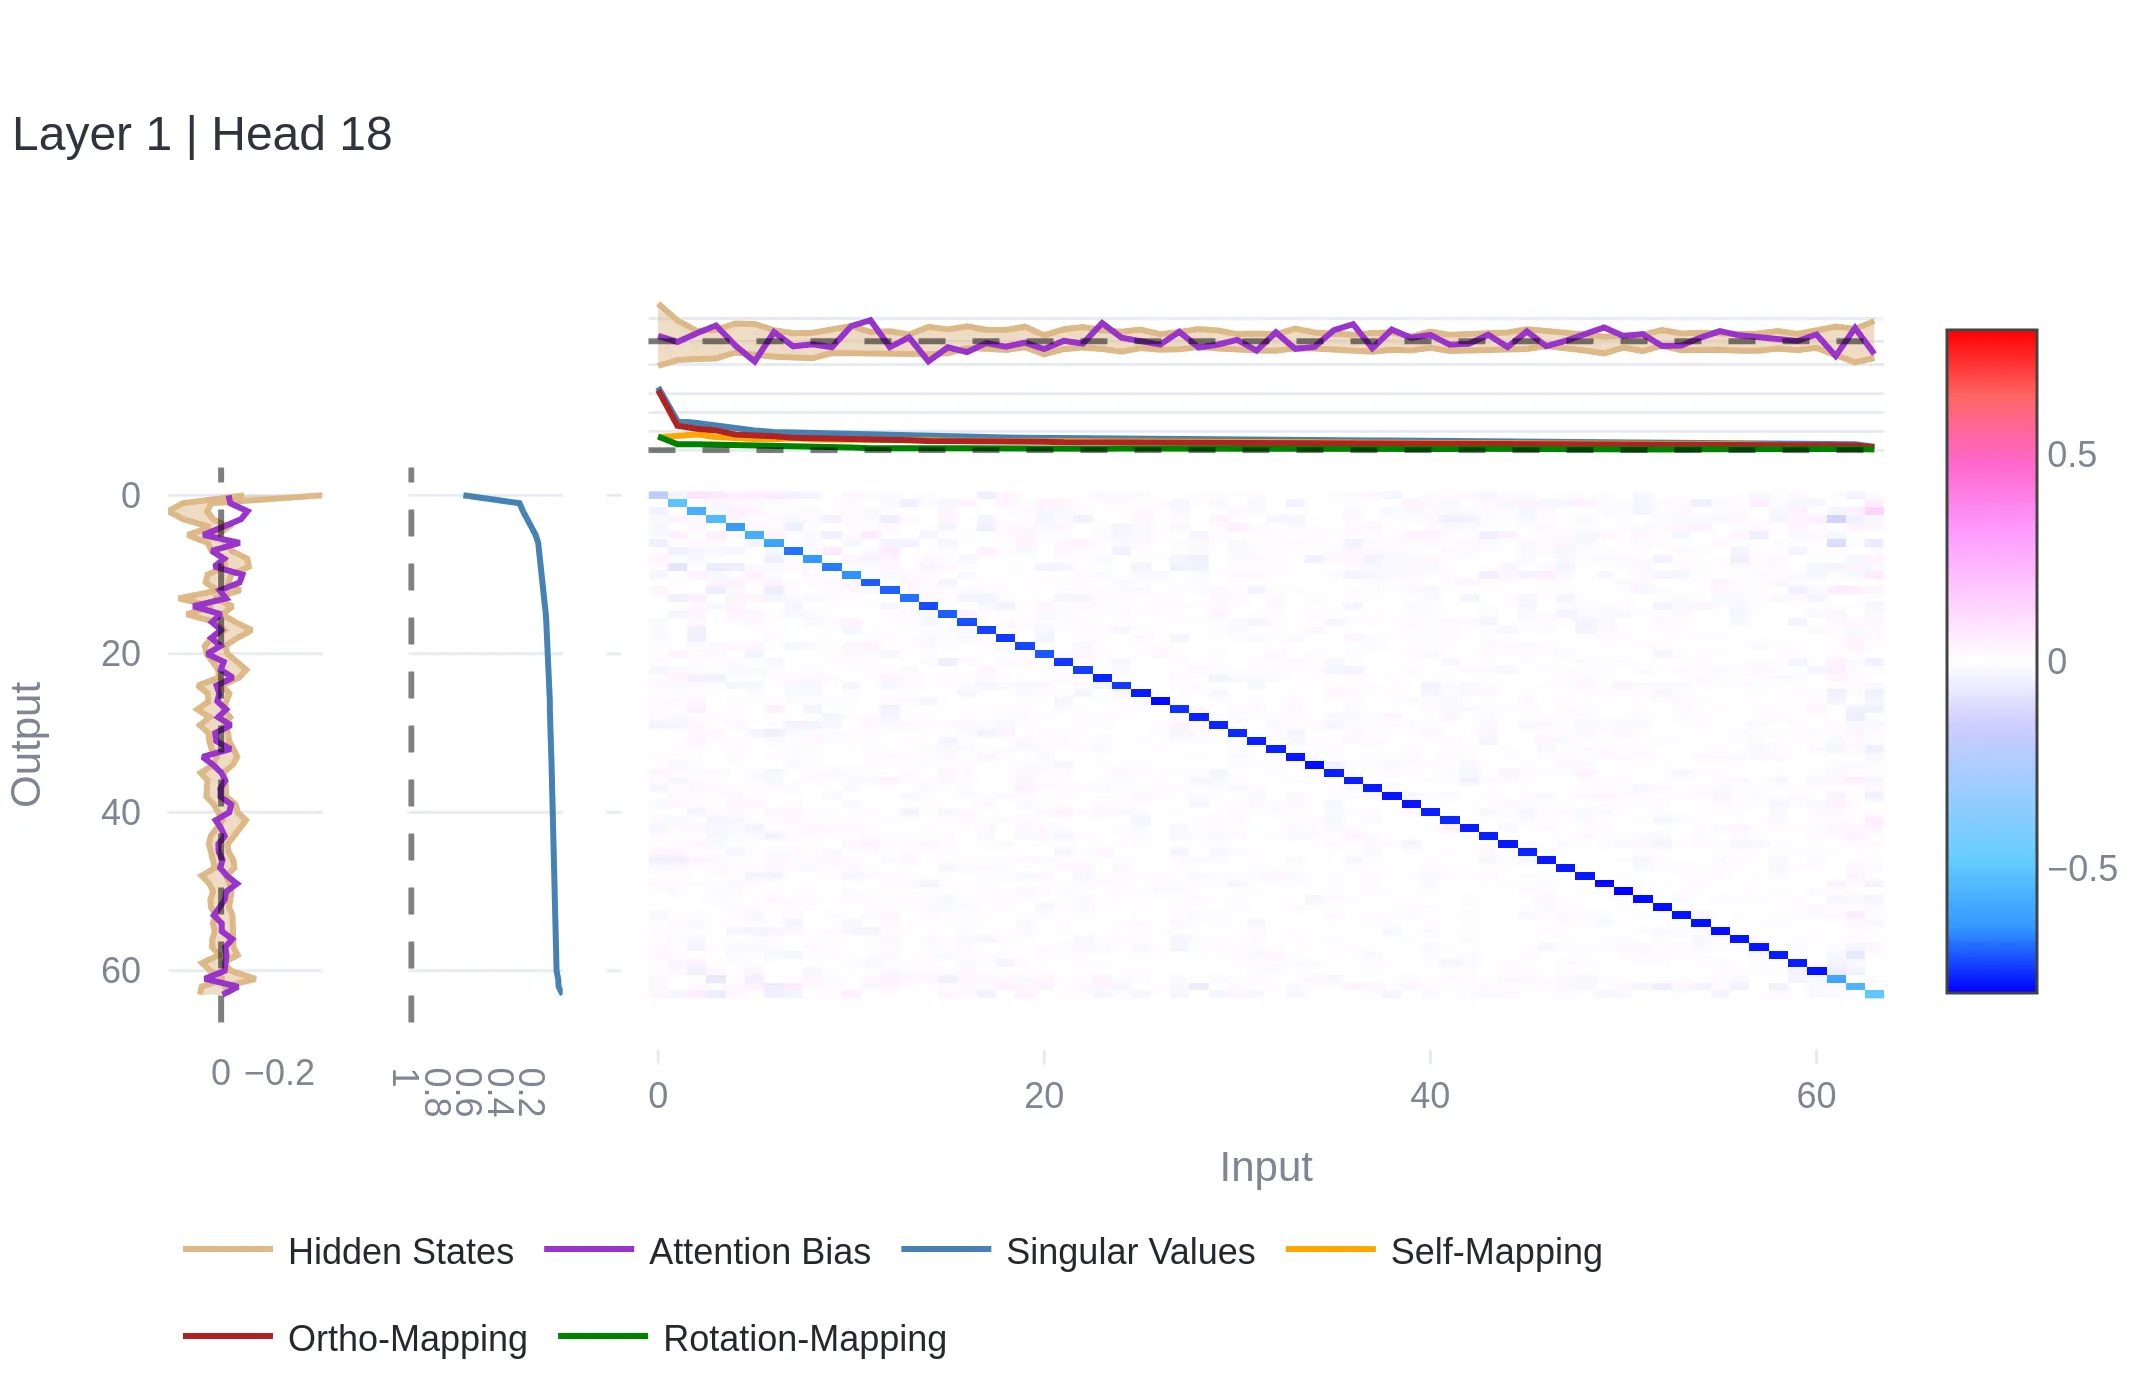 Layer 1 | Head 18
0.5
0
−0.5
Output
0
20
40
60
0 −0.2
1 0.8 0.6 0.4 0.2
0 20 40 60
Input
Hidden States Attention Bias Singular Values Self-Mapping
Ortho-Mapping Rotation-Mapping